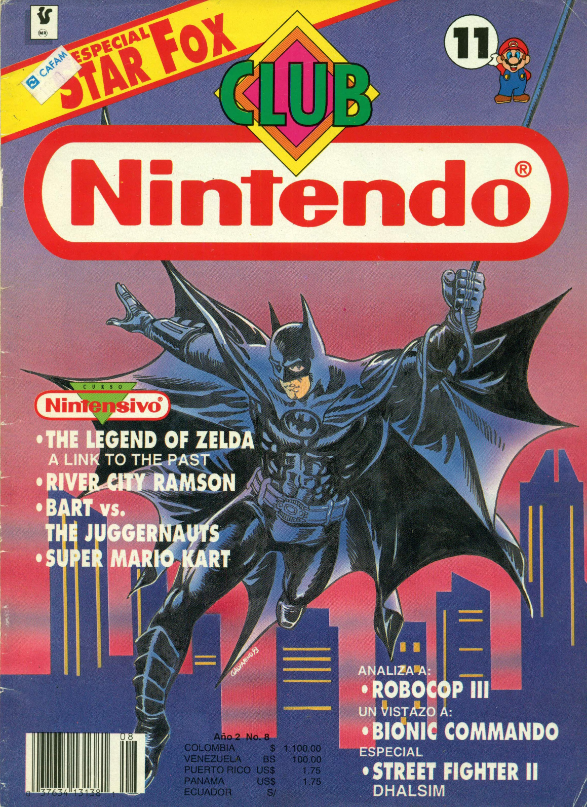 ESPECIAL
STAR FOX
CAFAM
CLUB
11
Nintendo®
CURSO
Nintensivo®
• THE LEGEND OF ZELDA
A LINK TO THE PAST
• RIVER CITY RAMSON
• BART vs.
THE JUGGERNAUTS
• SUPER MARIO KART
GALVARINO 93
ANALIZA A:
• ROBOCOP III
UN VISTAZO A:
• BIONIC COMMANDO
ESPECIAL
• STREET FIGHTER II
DHALSIM
Año 2 No. 8
COLOMBIA $ 1,100.00
VENEZUELA BS 100.00
PUERTO RICO US$ 1.75
PANAMA US$ 1.75
ECUADOR S/
08